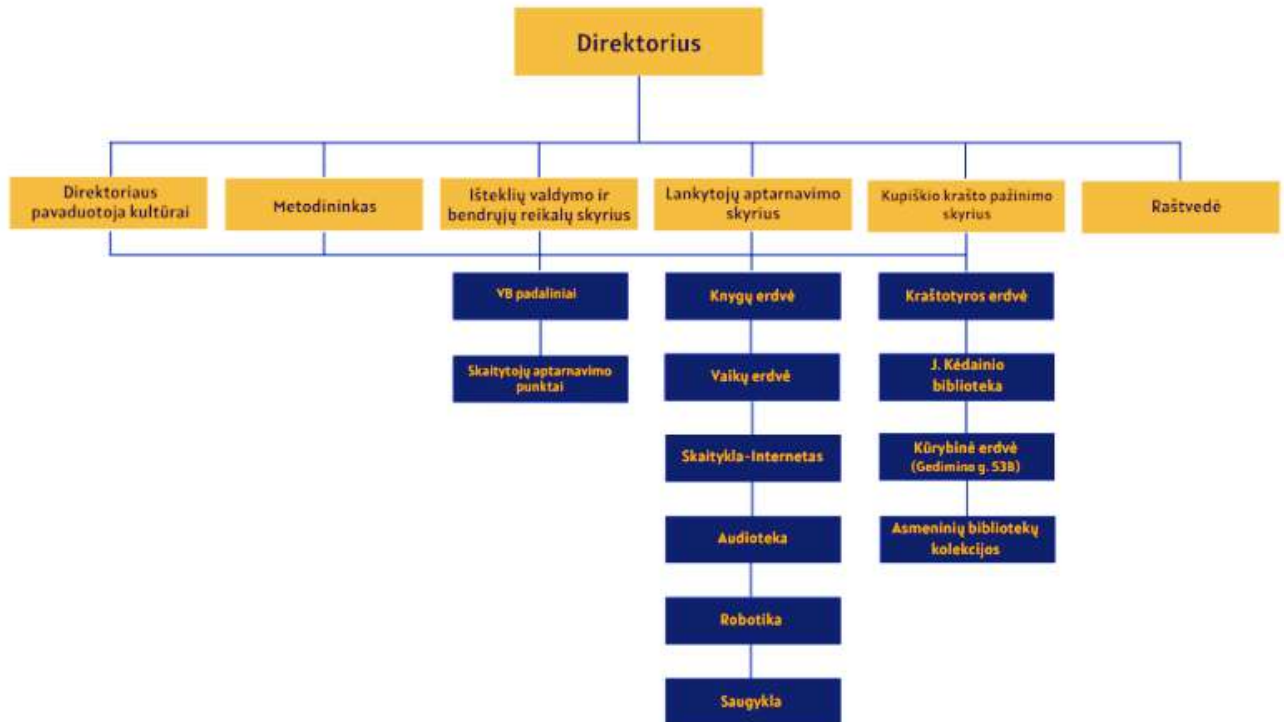 Direktorius
Direktoriaus
pavaduotoja kultūrai
Metodininkas
Išteklių valdymo ir
bendrųjų reikalų skyrius
Lankytojų aptarnavimo
skyrius
Kupiškio krašto pažinimo
skyrius
Raštvedė
VB padaliniai
Skaitytojų aptarnavimo
punktai
Knygų erdvė
Vaikų erdvė
Skaitykla-Internetas
Audioteka
Robotika
Saugykla
Kraštotyros erdvė
J. Kėdainio
biblioteka
Kūrybinė erdvė
(Gedimino g. 53B)
Asmeninių bibliotekų
kolekcijos